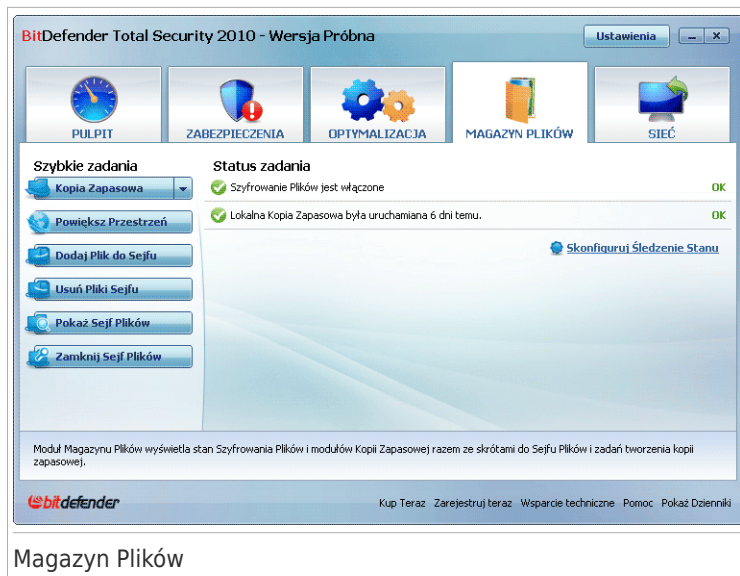 BitDefender Total Security 2010 - Wersja Próbna
Ustawienia
PULPIT
ZABEZPIECZENIA
OPTYMALIZACJA
MAGAZYN PLIKÓW
SIEĆ
Szybkie zadania
Kopia Zapasowa
Powiększ Przestrzeń
Dodaj Plik do Sejfu
Usuń Pliki Sejfu
Pokaż Sejf Plików
Zamknij Sejf Plików
Status zadania
Szyfrowanie Plików jest włączone OK
Lokalna Kopia Zapasowa była uruchamiana 6 dni temu. OK
Skonfiguruj Śledzenie Stanu
Moduł Magazynu Plików wyświetla stan Szyfrowania Plików i modułów Kopii Zapasowej razem ze skrótami do Sejfu Plików i zadań tworzenia kopii
zapasowej.
bitdefender
Kup Teraz Zarejestruj teraz Wsparcie techniczne Pomoc Pokaż Dzienniki
Magazyn Plików